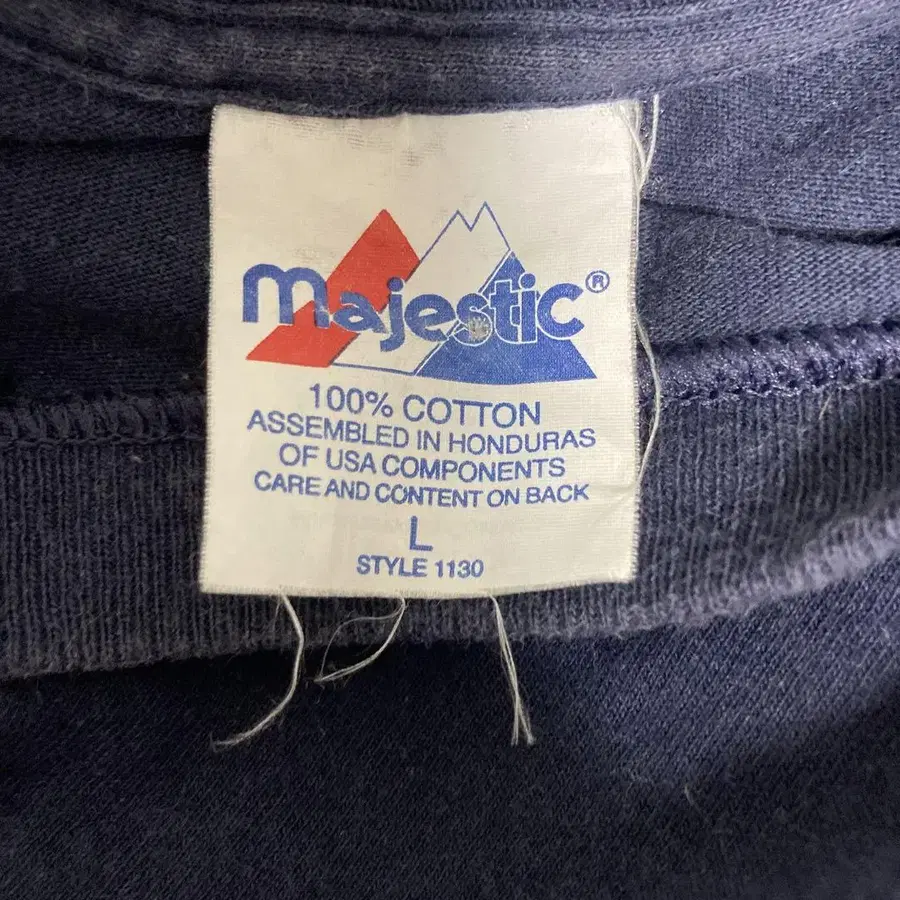 majestic®
100% COTTON
ASSEMBLED IN HONDURAS
OF USA COMPONENTS
CARE AND CONTENT ON BACK
L
STYLE 1130